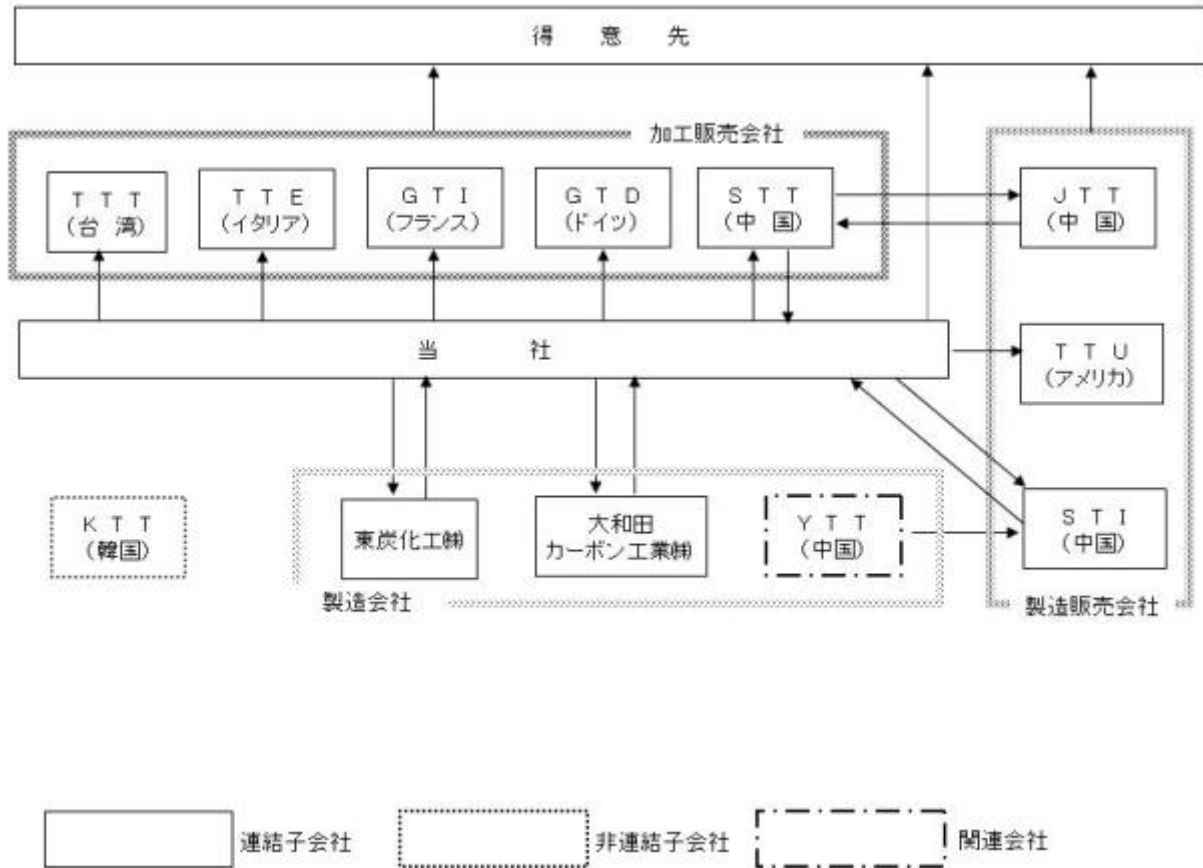 得 意 先
加工販売会社
T T T
(台 湾)
T T E
(イタリア)
G T I
(フランス)
G T D
(ドイツ)
S T T
(中 国)
J T T
(中 国)
当 社
T T U
(アメリカ)
K T T
(韓国)
東炭化工㈱
大和田
カーボン工業㈱
Y T T
(中国)
S T I
(中国)
製造会社
製造販売会社
連結子会社
非連結子会社
関連会社